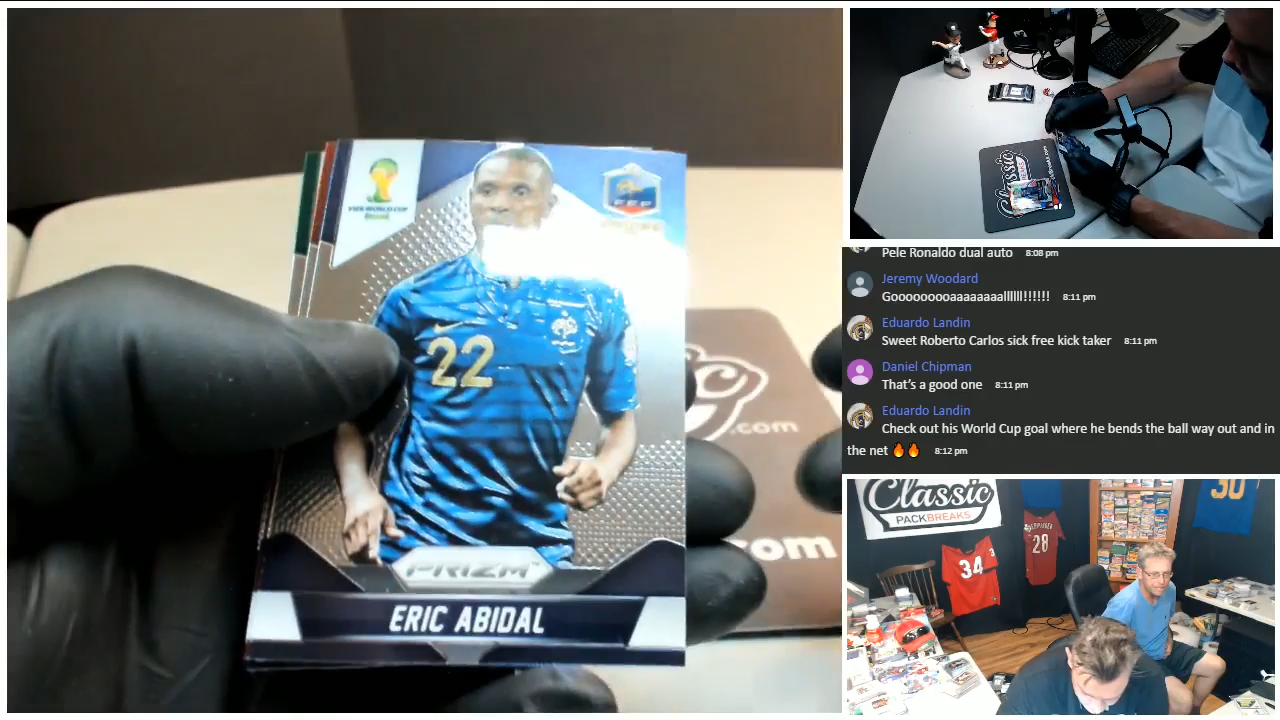 FIFA WORLD CUP
FFF
22
PRIZM
ERIC ABIDAL
.com
.com
Classic
Pele Ronaldo dual auto 8:08 pm
Jeremy Woodard
Gooooooooaaaaaaaallllll!!!!!! 8:11 pm
Eduardo Landin
Sweet Roberto Carlos sick free kick taker 8:11 pm
Daniel Chipman
That's a good one 8:11 pm
Eduardo Landin
Check out his World Cup goal where he bends the ball way out and in
the net 🔥🔥 8:12 pm
Classic
PACKBREAKS
34
28
30